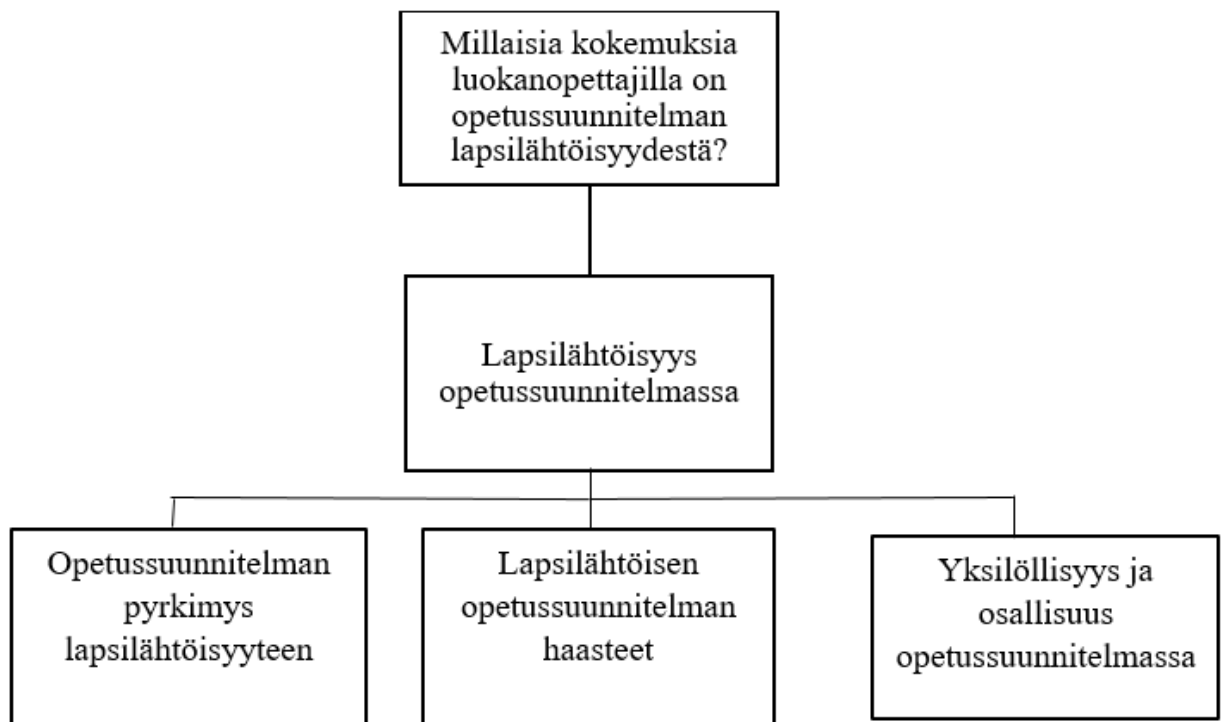 Millaisia kokemuksia
luokanopettajilla on
opetussuunnitelman
lapsilähtöisyydestä?
Lapsilähtöisyys
opetussuunnitelmassa
Opetussuunnitelman
pyrkimys
lapsilähtöisyyteen
Lapsilähtöisen
opetussuunnitelman
haasteet
Yksilöllisyys ja
osallisuus
opetussuunnitelmassa